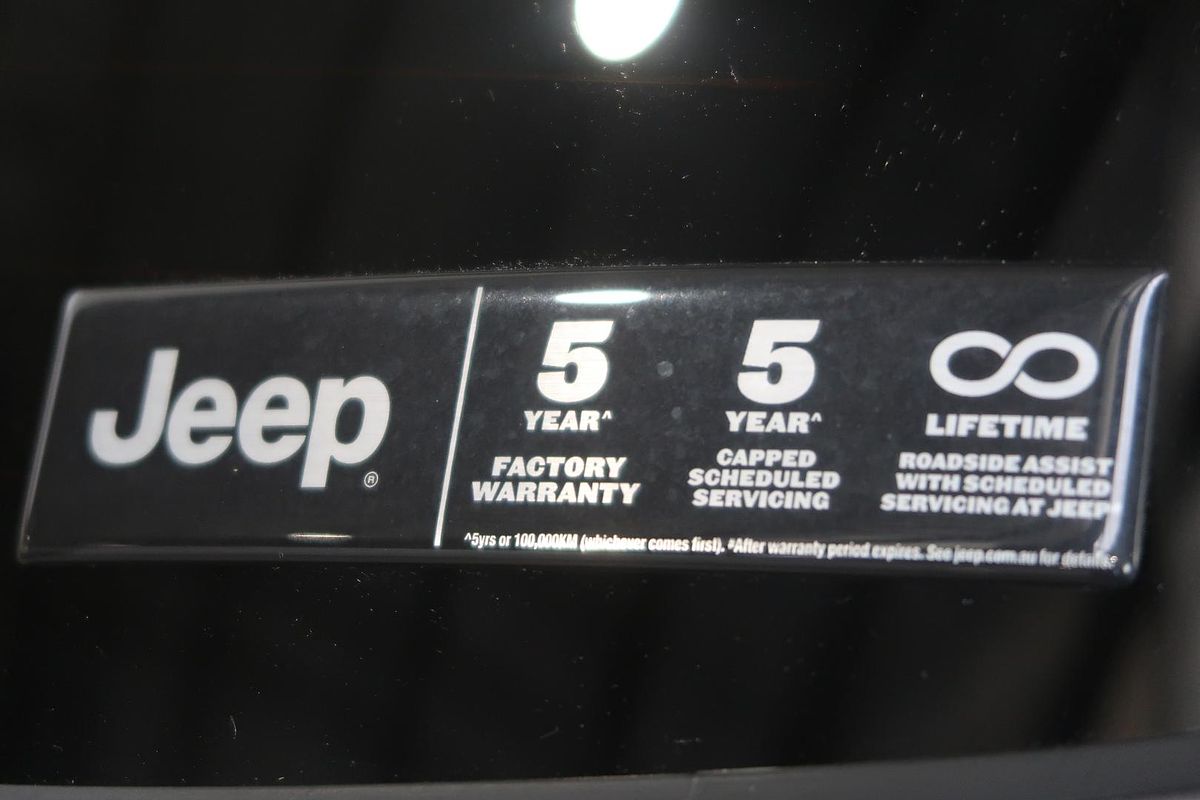 Jeep®
5
YEAR^
FACTORY
WARRANTY
5
YEAR^
CAPPED
SCHEDULED
SERVICING
∞
LIFETIME
ROADSIDE ASSIST
WITH SCHEDULED
SERVICING AT JEEP
^5yrs or 100,000KM (whichever comes first). #After warranty period expires. See jeep.com.au for details.